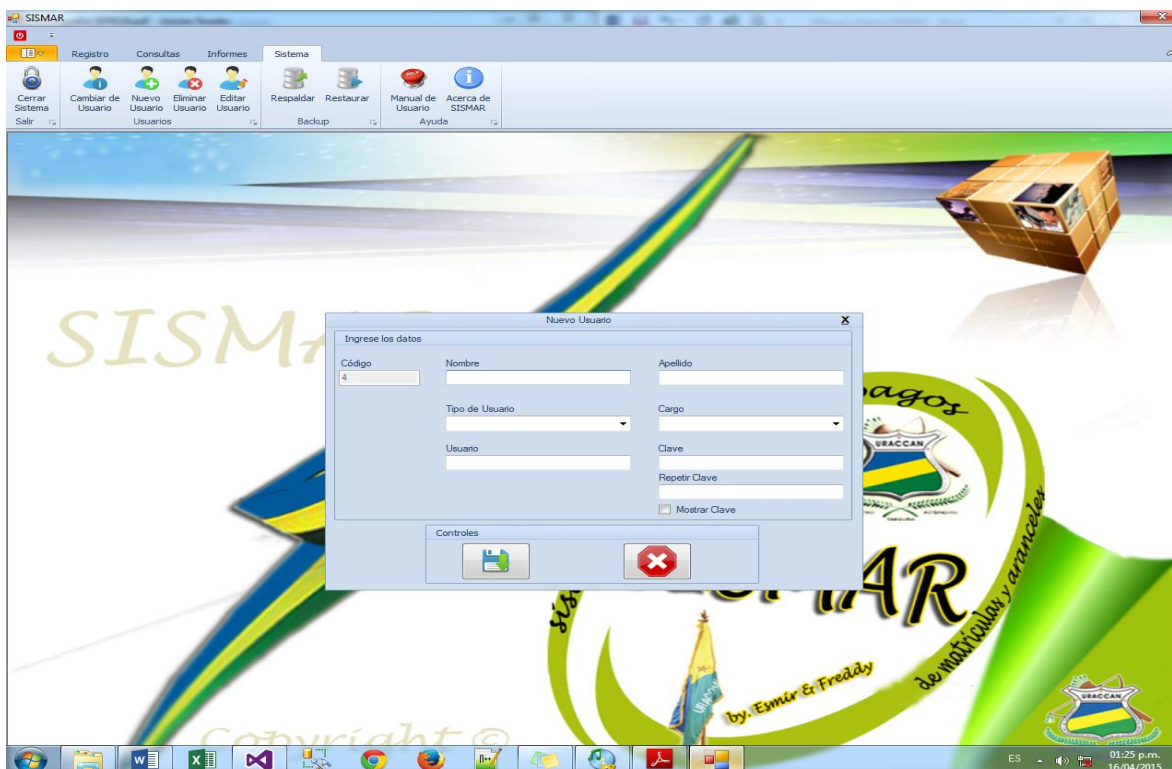 SISMAR
Registro Consultas Informes Sistema
Cerrar Sistema
Cambiar de Usuario
Nuevo Usuario
Eliminar Usuario
Editar Usuario
Respaldar
Restaurar
Manual de Usuario
Acerca de SISMAR
Salir Usuarios Backup Ayuda
Nuevo Usuario
Ingrese los datos
Código Nombre Apellido
4
Tipo de Usuario Cargo
Usuario Clave
Repetir Clave
Mostrar Clave
Controles
pagos
URACCAN
de matrículas y aranceles
by. Esmir & Freddy
URACCAN
URACCAN
Copyright ©
ES 01:25 p.m.
16/04/2015